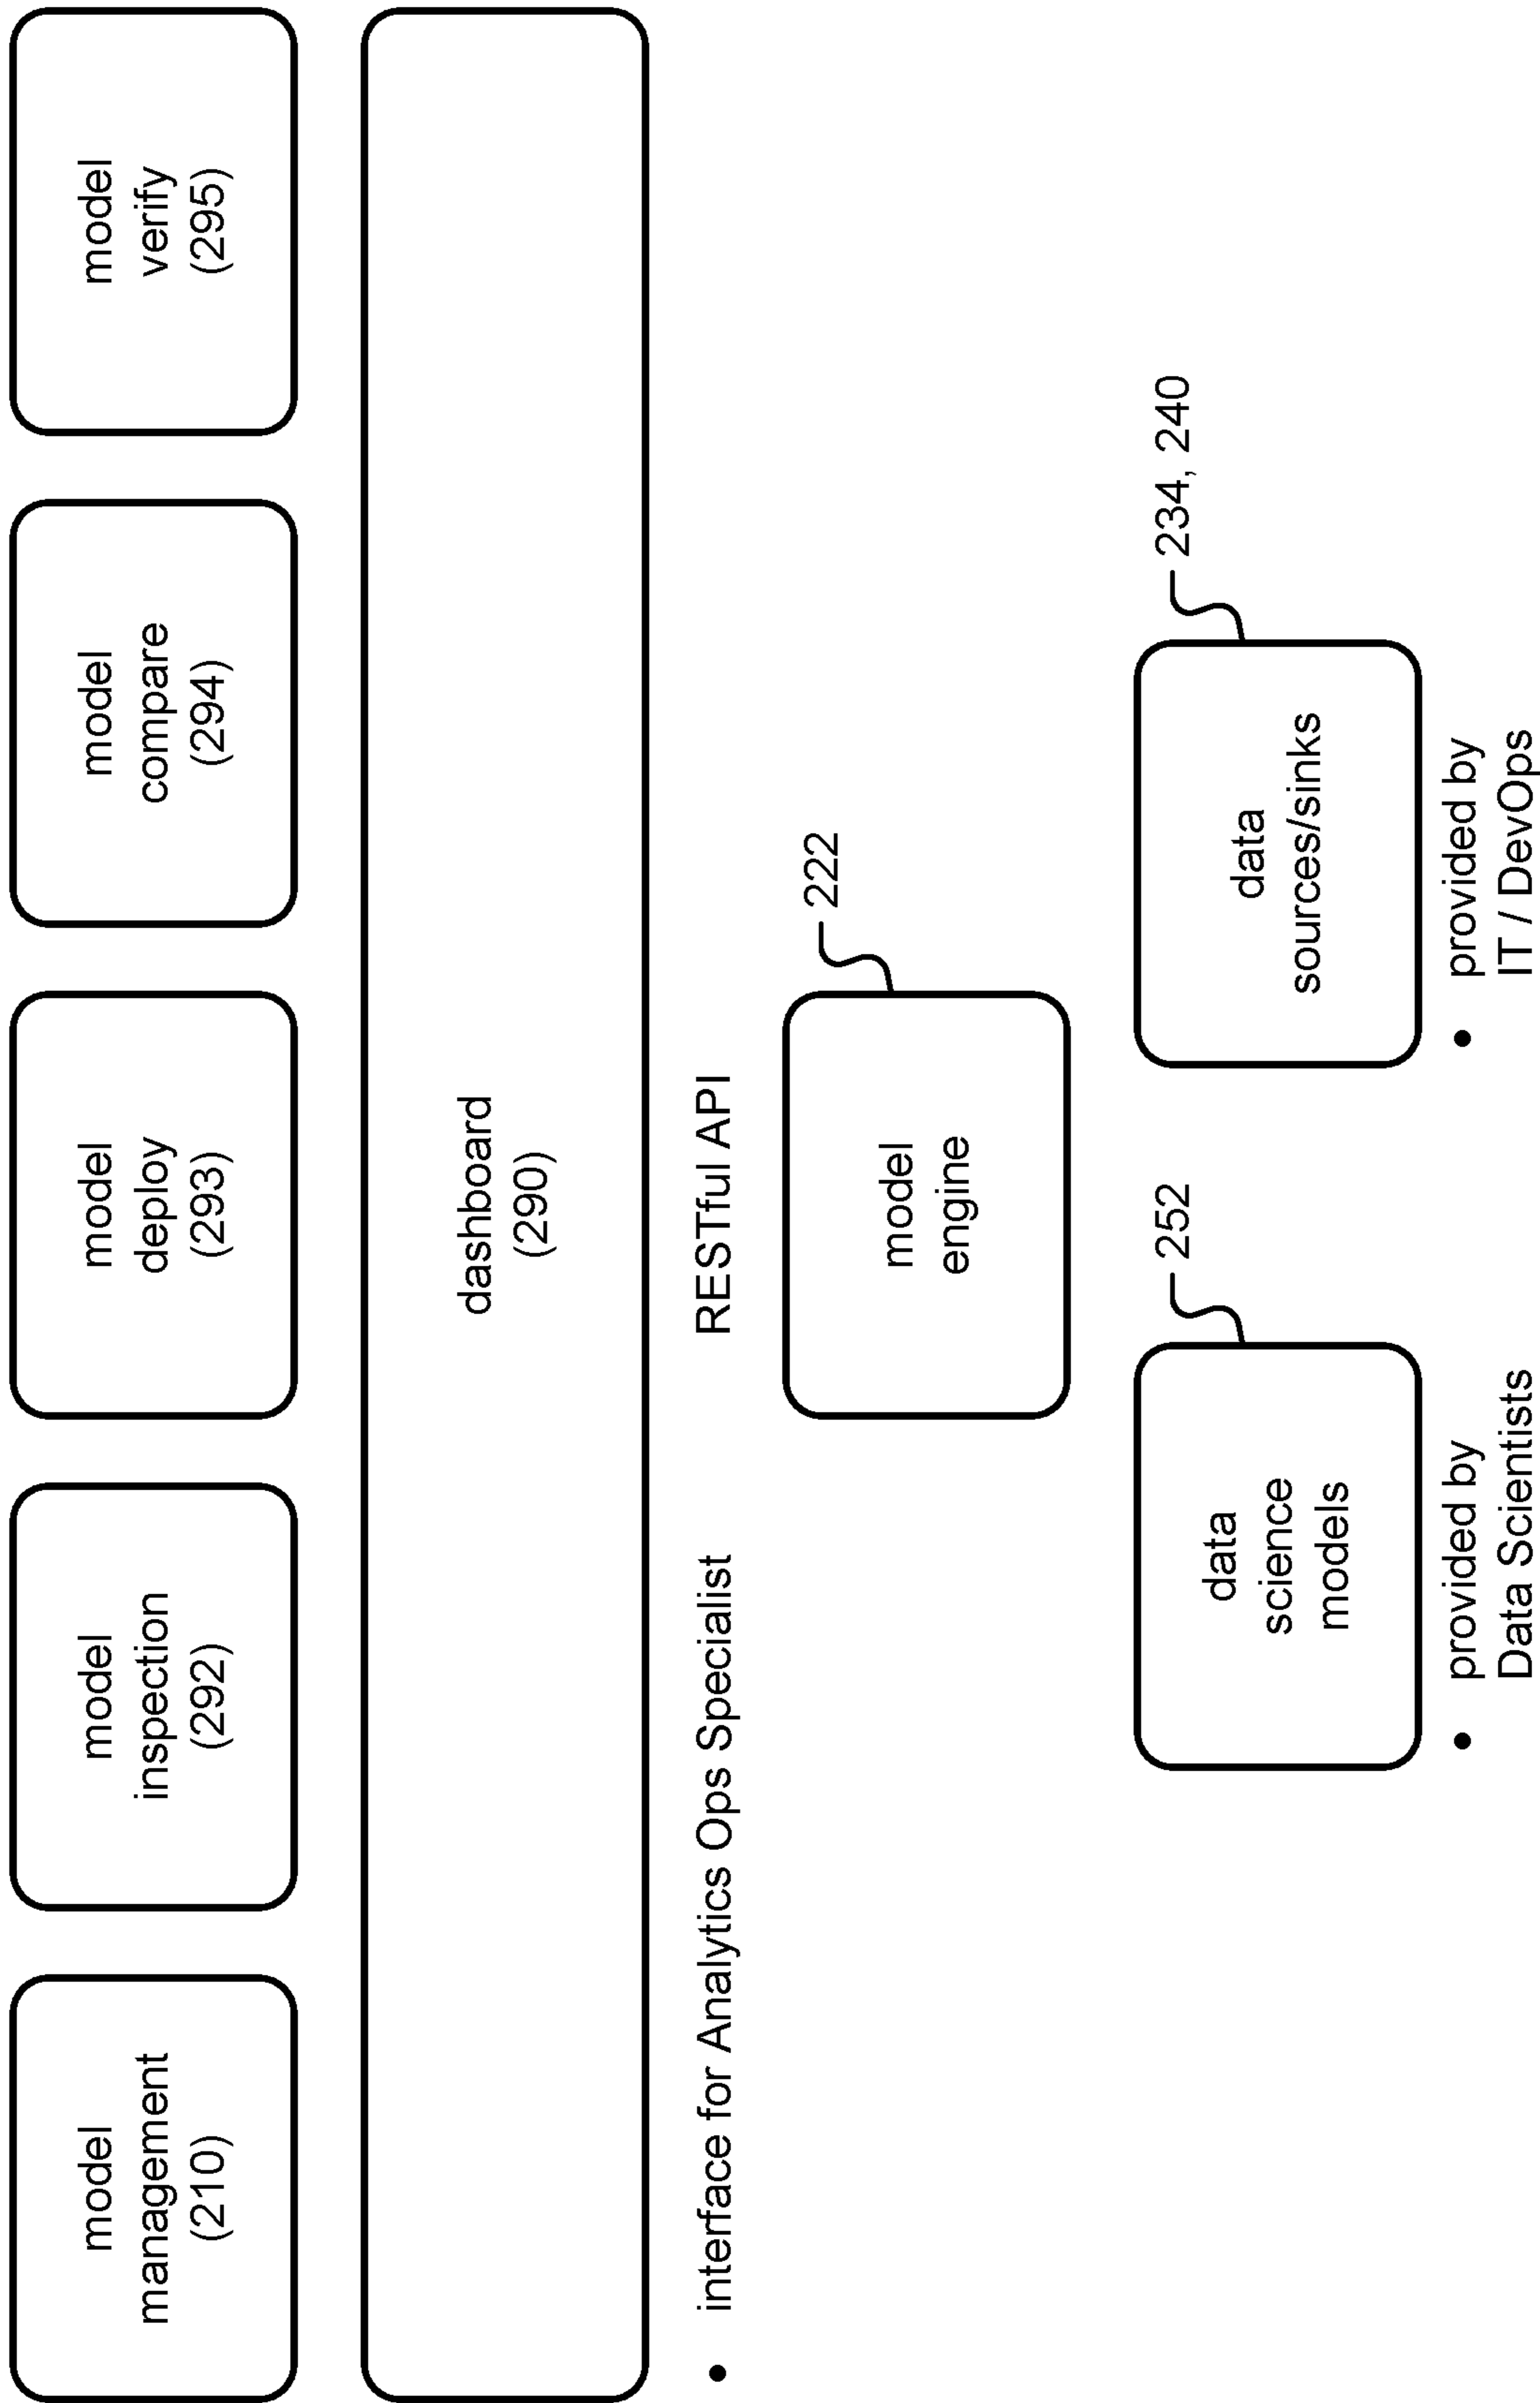 model
management
(210)
model
inspection
(292)
model
deploy
(293)
model
compare
(294)
model
verify
(295)
dashboard
(290)
• interface for Analytics Ops Specialist
RESTful API
222
model
engine
252
data
science
models
• provided by
Data Scientists
234, 240
data
sources/sinks
• provided by
IT / DevOps